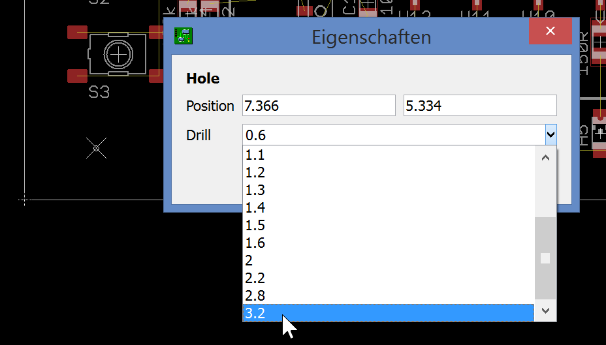 Eigenschaften
Hole
Position 7.366 5.334
Drill 0.6
1.1
1.2
1.3
1.4
1.5
1.6
2
2.2
2.8
3.2
S3
150R